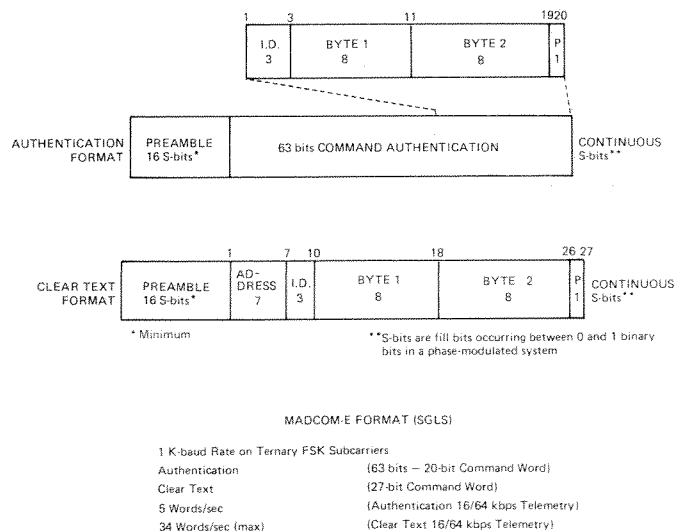 1 3 11 1920
I.D. BYTE 1 BYTE 2 P
3 8 8 1
AUTHENTICATION FORMAT
PREAMBLE
16 S-bits*
63 bits COMMAND AUTHENTICATION
CONTINUOUS
S-bits**
1 7 10 18 26 27
CLEAR TEXT
FORMAT
PREAMBLE
16 S-bits*
AD-
DRESS
7
I.D.
3
BYTE 1
8
BYTE 2
8
P
1
CONTINUOUS
S-bits**
* Minimum
**S-bits are fill bits occurring between 0 and 1 binary
bits in a phase-modulated system
MADCOM-E FORMAT (SGLS)
1 K-baud Rate on Ternary FSK Subcarriers
Authentication (63 bits — 20-bit Command Word)
Clear Text (27-bit Command Word)
5 Words/sec (Authentication 16/64 kbps Telemetry)
34 Words/sec (max) (Clear Text 16/64 kbps Telemetry)